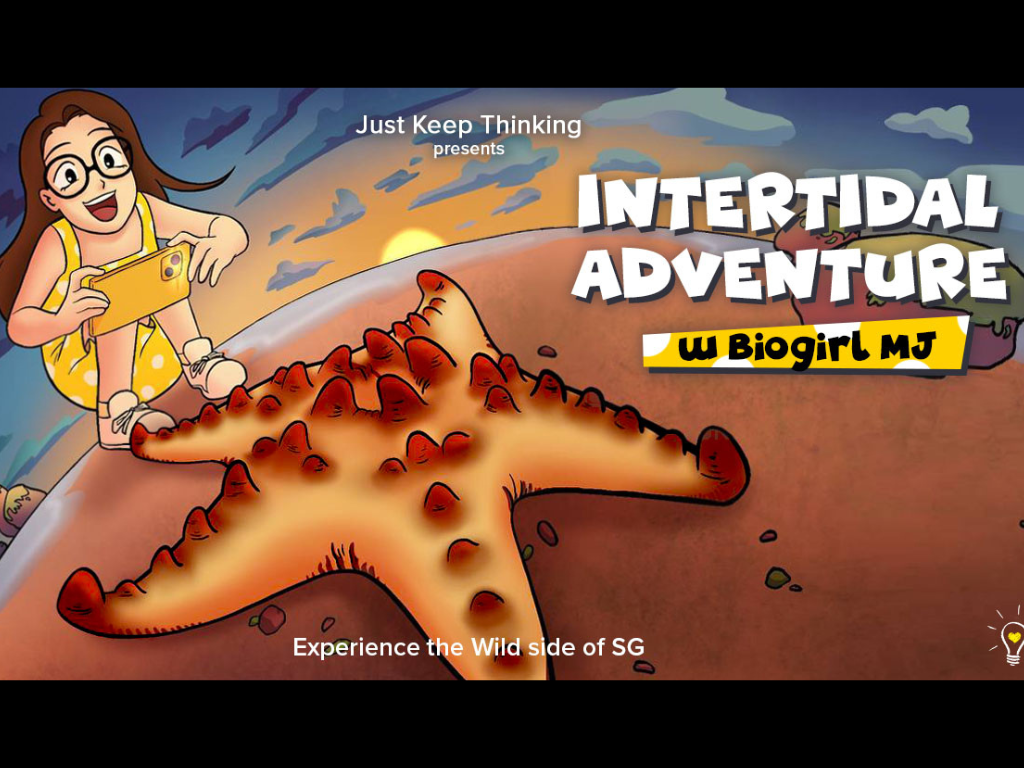 Just Keep Thinking
presents
INTERTIDAL
ADVENTURE
w Biogirl MJ
Experience the Wild side of SG